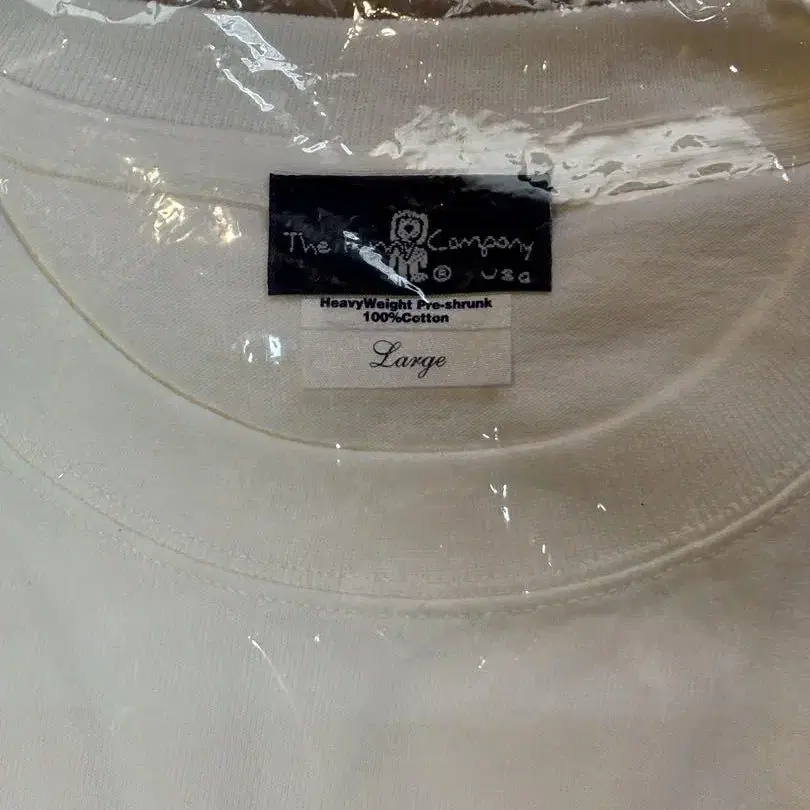 The Company
® USA
HeavyWeight Pre-shrunk
100%Cotton
Large